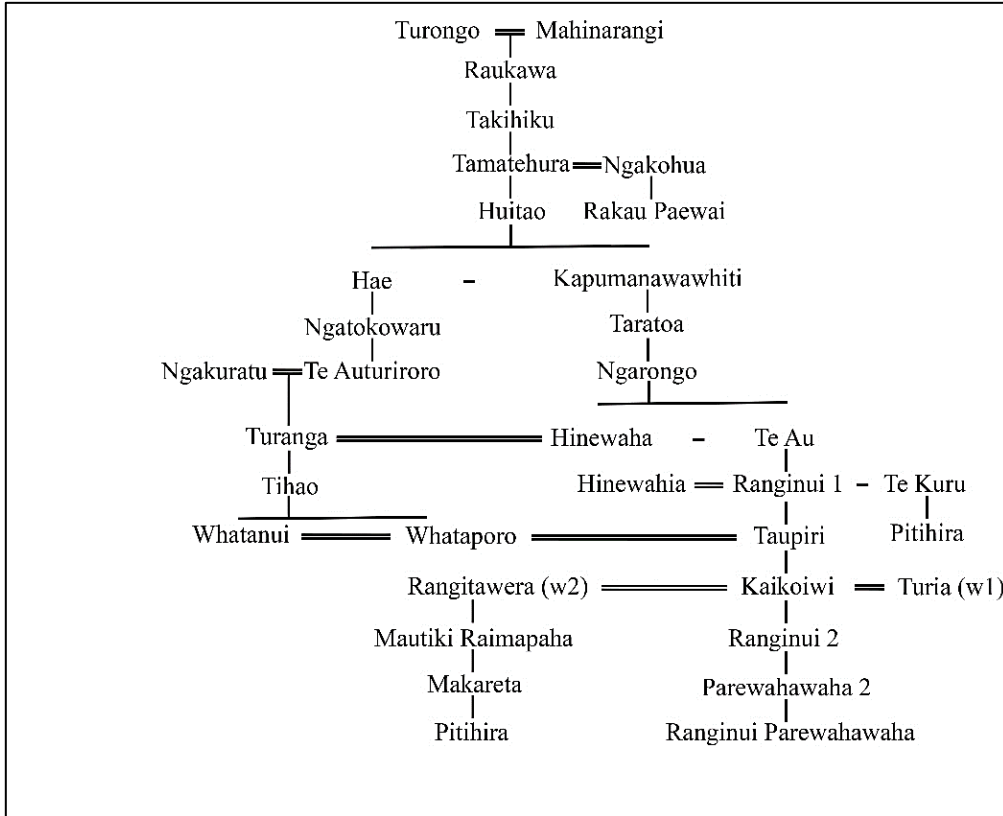 Turongo = Mahinarangi
Raukawa
Takihiku
Tamatehura = Ngakohua
Huitao Rakau Paewai
Hae - Kapumanawawhiti
Ngatokowaru Taratoa
Ngakuratu = Te Auturiroro Ngarongo
Turanga = Hinewaha - Te Au
Tihao Hinewahia = Ranginui 1 - Te Kuru
Whatanui = Whataporo = Taupiri Pitihira
Rangitawera (w2) = Kaikoiwi = Turia (w1)
Mautiki Raimapaha Ranginui 2
Makareta Parewahawaha 2
Pitihira Ranginui Parewahawaha